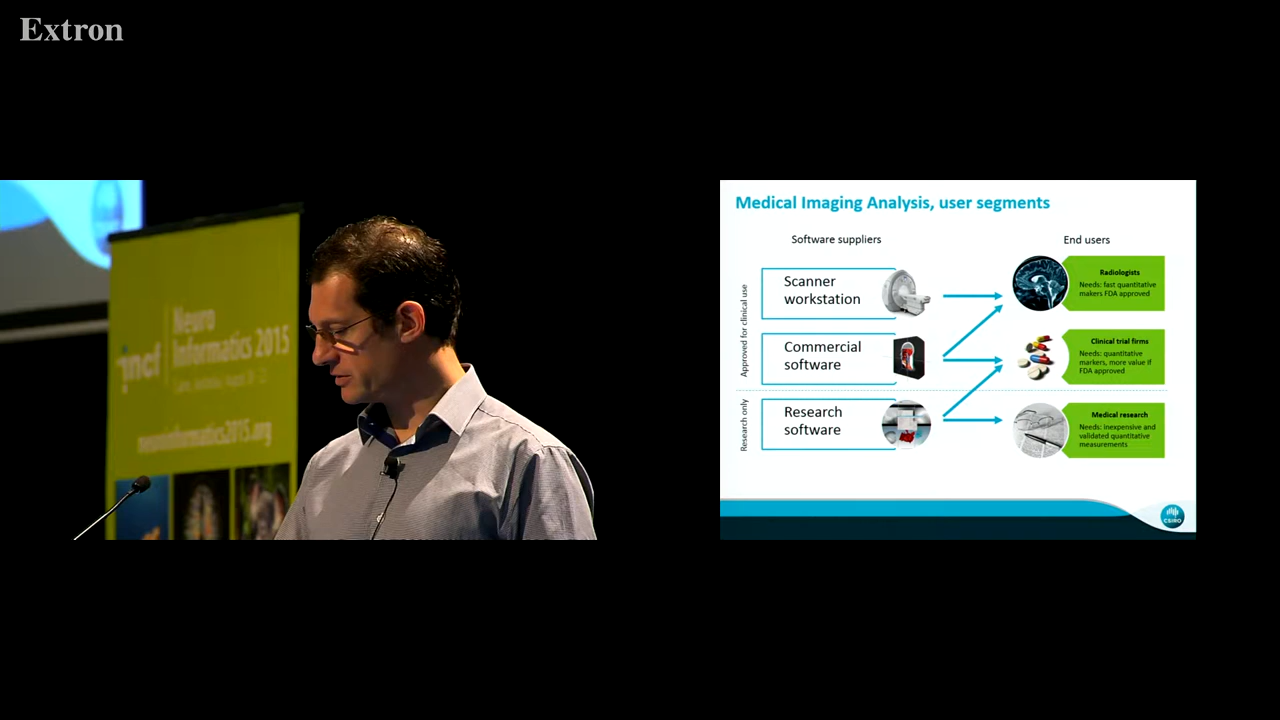 Extron
Neuro
incf Informatics 2015
neuroinformatics2015.org
Medical Imaging Analysis, user segments
Software suppliers
End users
Approved for clinical use
Scanner
workstation
Radiologists
Needs: fast quantitative
makers FDA approved
Commercial
software
Clinical trial firms
Needs: quantitative
markers, more value if
FDA approved
Research only
Research
software
Medical research
Needs: inexpensive and
validated quantitative
measurements
CSIRO